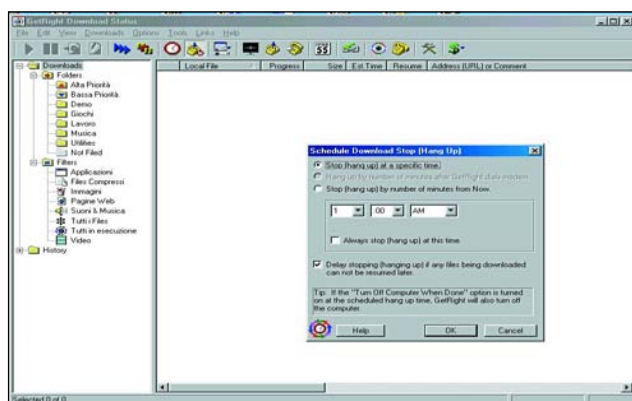 GetRight Download Status
File Edit View Downloads Options Tools Links Help
Local File Progress Size Est.Time Resume Address (URL) or Comment
Downloads
Folders
Alta Priorità
Bassa Priorità
Demo
Giochi
Lavoro
Musica
Utilities
Not Filed
Filters
Applicazioni
Files Compressi
Immagini
Pagine Web
Suoni & Musica
Tutti i Files
Tutti in esecuzione
Video
History
Schedule Download Stop (Hang Up)
Stop (hang up) at a specific time.
Hang up by number of minutes after GetRight dials modem.
Stop (hang up) by number of minutes from Now.
1 :00 AM
Always stop (hang up) at this time
Delay stopping (hanging up) if any files being downloaded
can not be resumed later.
Tip: If the "Turn Off Computer When Done" option is turned
on at the scheduled hang up time, GetRight will also turn off
the computer.
Help OK Cancel
Selected 0 of 0